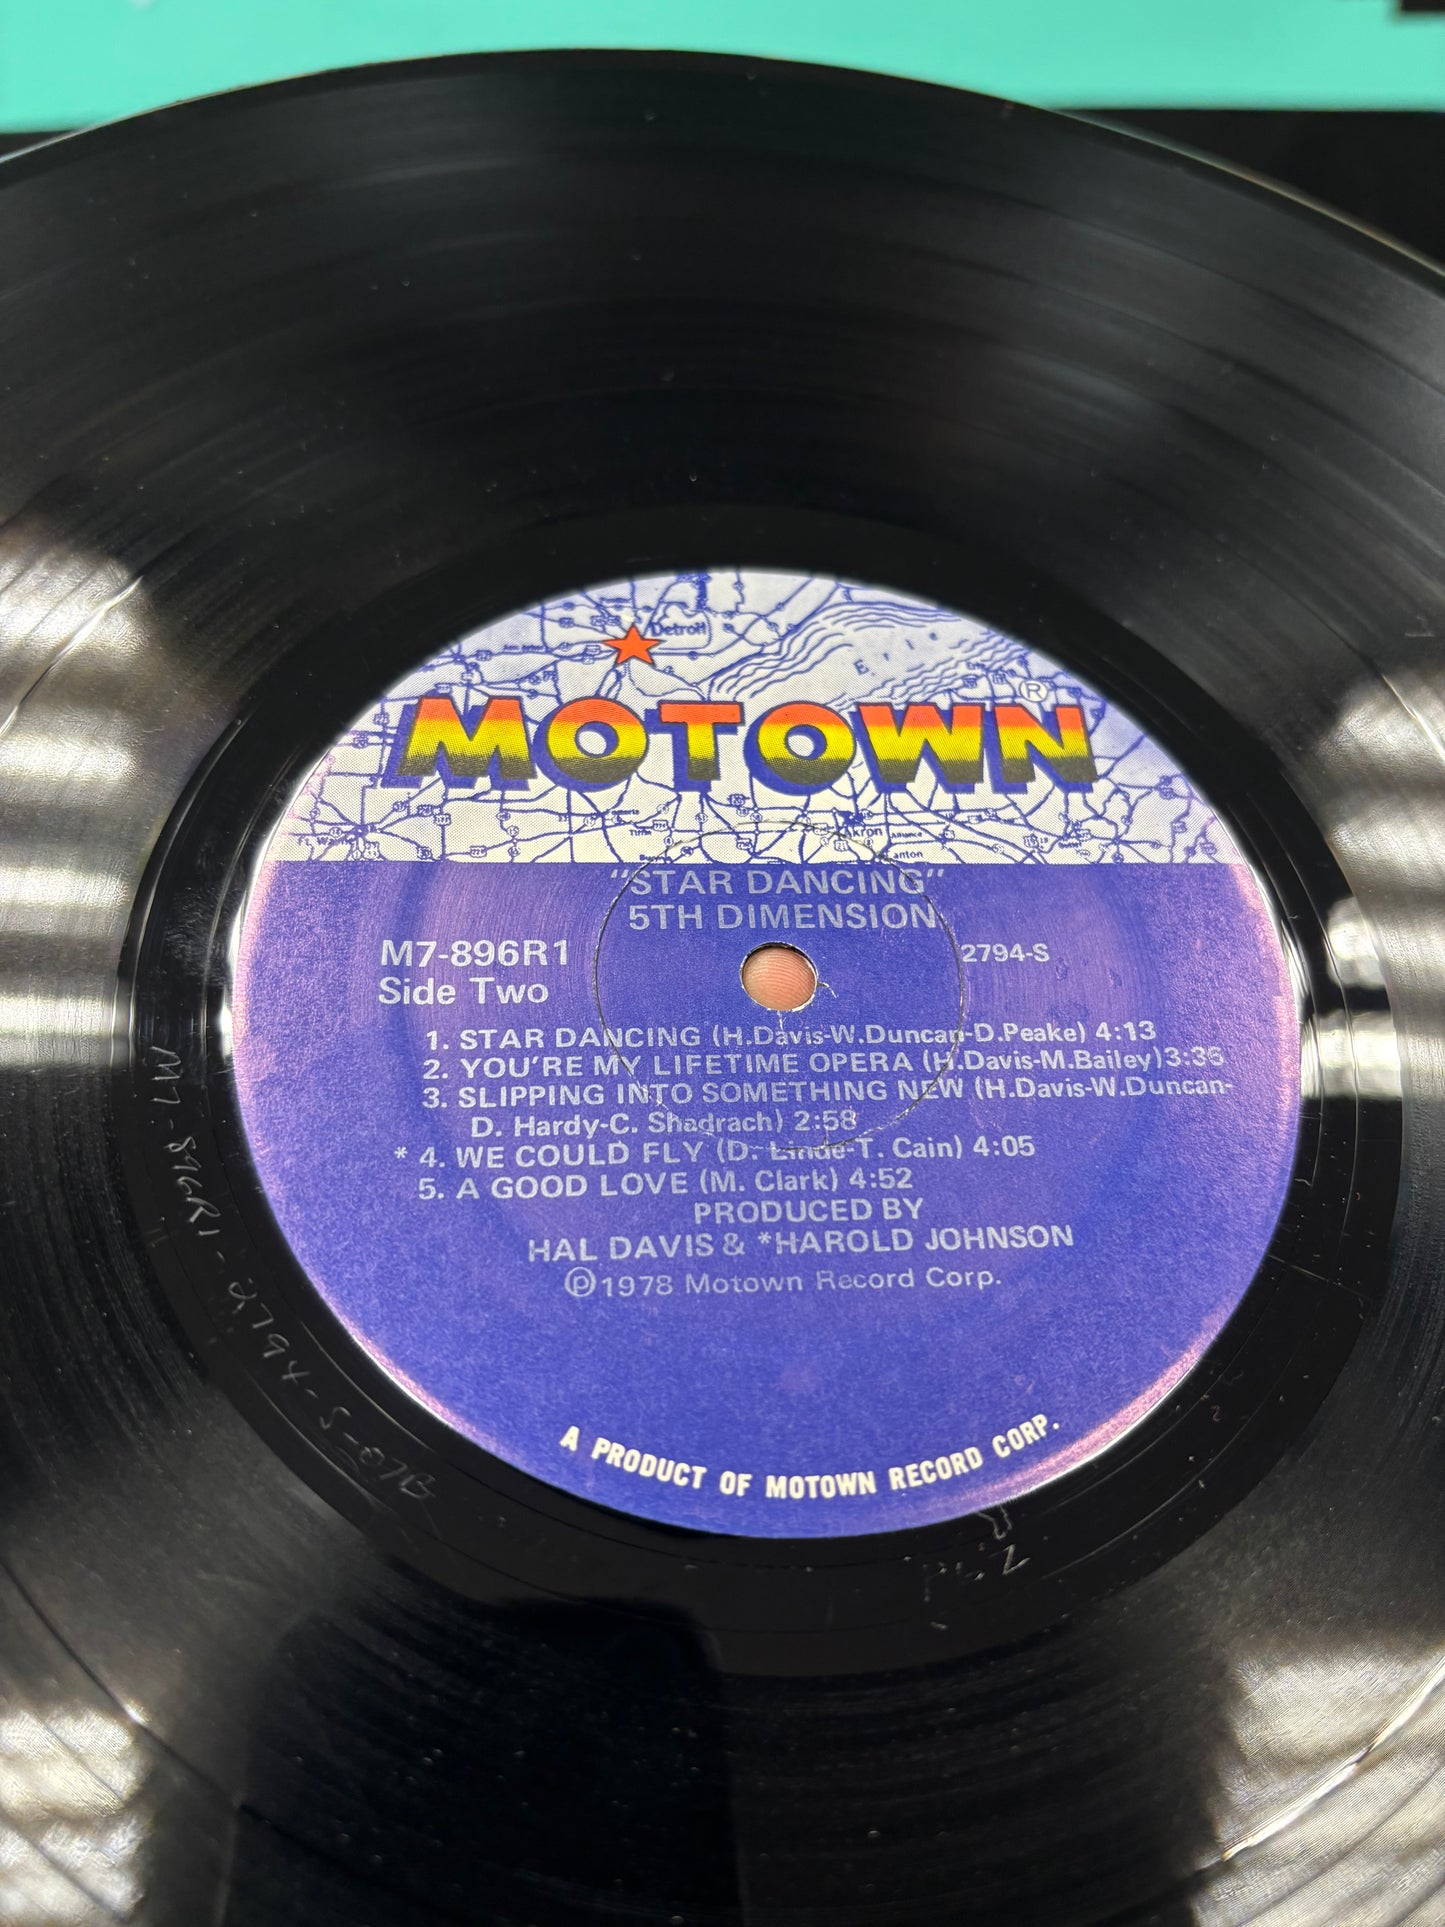 Detroit
Erie
MOTOWN®
Akron
"STAR DANCING"
5TH DIMENSION
M7-896R1
2794-S
Side Two
1. STAR DANCING (H.Davis-W.Duncan-D.Peake) 4:13
2. YOU'RE MY LIFETIME OPERA (H.Davis-M.Bailey) 3:36
3. SLIPPING INTO SOMETHING NEW (H.Davis-W.Duncan-
D. Hardy-C. Shadrach) 2:58
* 4. WE COULD FLY (D. Linde-T. Cain) 4:05
5. A GOOD LOVE (M. Clark) 4:52
PRODUCED BY
HAL DAVIS & *HAROLD JOHNSON
Ⓟ1978 Motown Record Corp.
A PRODUCT OF MOTOWN RECORD CORP.